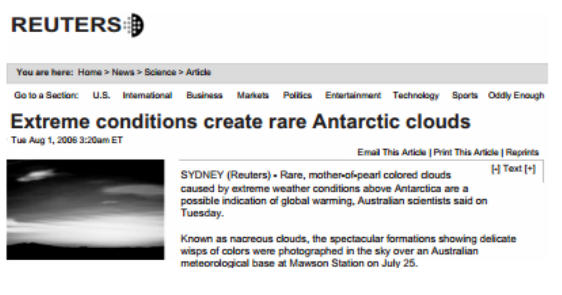 REUTERS
You are here: Home > News > Science > Article
Go to a Section: U.S. International Business Markets Politics Entertainment Technology Sports Oddly Enough
Extreme conditions create rare Antarctic clouds
Tue Aug 1, 2006 3:20am ET
Email This Article | Print This Article | Reprints
[-] Text [+]
SYDNEY (Reuters) - Rare, mother-of-pearl colored clouds
caused by extreme weather conditions above Antarctica are a
possible indication of global warming, Australian scientists said on
Tuesday.
Known as nacreous clouds, the spectacular formations showing delicate
wisps of colors were photographed in the sky over an Australian
meteorological base at Mawson Station on July 25.